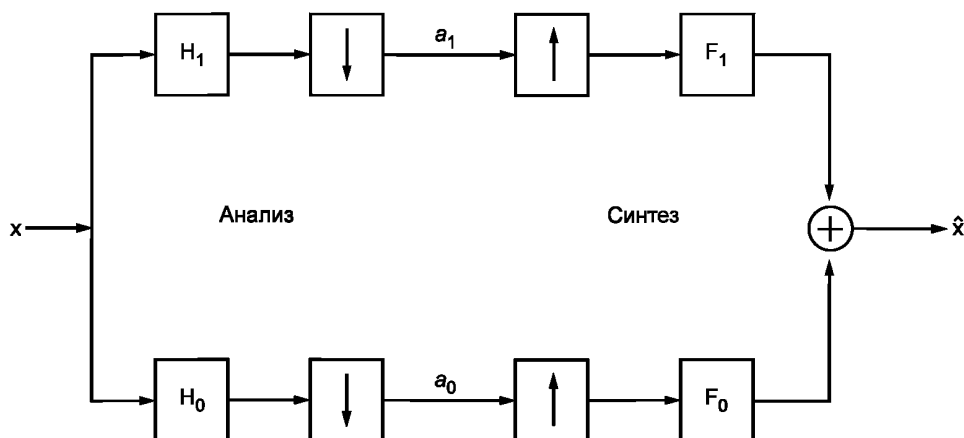 H₁ a₁ F₁
x Анализ Синтез + x̂
H₀ a₀ F₀